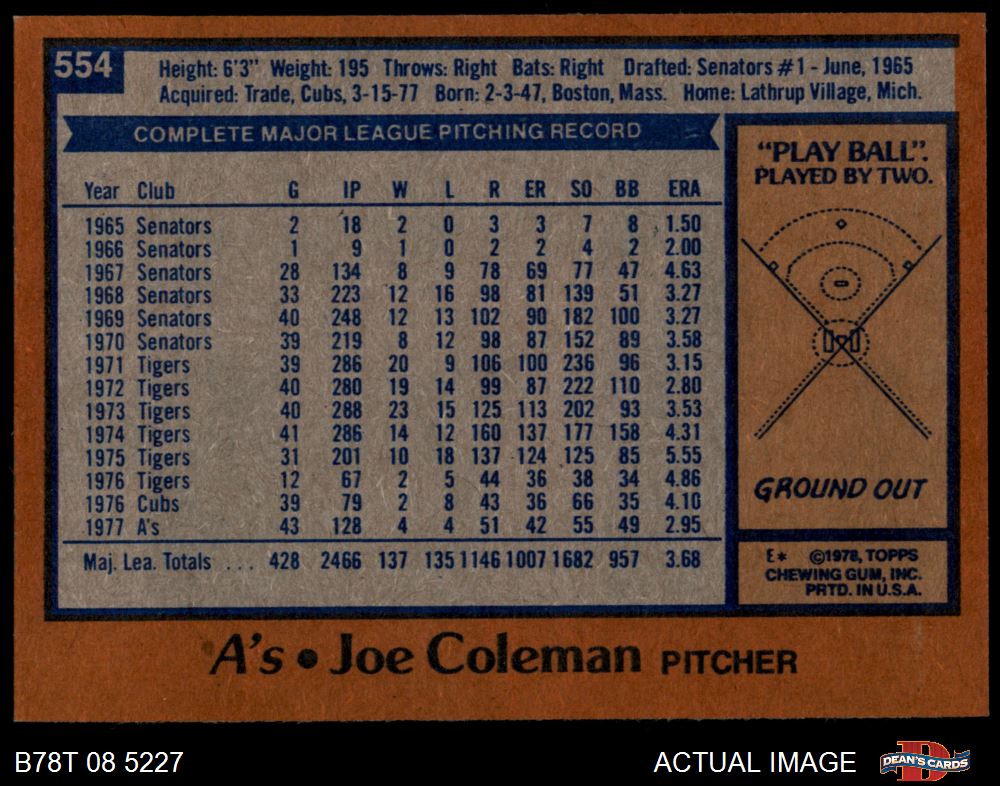 554
Height: 6'3" Weight: 195 Throws: Right Bats: Right Drafted: Senators #1 - June, 1965
Acquired: Trade, Cubs, 3-15-77 Born: 2-3-47, Boston, Mass. Home: Lathrup Village, Mich.
COMPLETE MAJOR LEAGUE PITCHING RECORD
Year Club G IP W L R ER SO BB ERA
1965 Senators 2 18 2 0 3 3 7 8 1.50
1966 Senators 1 9 1 0 2 2 4 2 2.00
1967 Senators 28 134 8 9 78 69 77 47 4.63
1968 Senators 33 223 12 16 98 81 139 51 3.27
1969 Senators 40 248 12 13 102 90 182 100 3.27
1970 Senators 39 219 8 12 98 87 152 89 3.58
1971 Tigers 39 286 20 9 106 100 236 96 3.15
1972 Tigers 40 280 19 14 99 87 222 110 2.80
1973 Tigers 40 288 23 15 125 113 202 93 3.53
1974 Tigers 41 286 14 12 160 137 177 158 4.31
1975 Tigers 31 201 10 18 137 124 125 85 5.55
1976 Tigers 12 67 2 5 44 36 38 34 4.86
1976 Cubs 39 79 2 8 43 36 66 35 4.10
1977 A's 43 128 4 4 51 42 55 49 2.95
Maj. Lea. Totals . . . 428 2466 137 135 1146 1007 1682 957 3.68
"PLAY BALL".
PLAYED BY TWO.
GROUND OUT
E* ©1978, TOPPS
CHEWING GUM, INC.
PRTD. IN U.S.A.
A's • Joe Coleman PITCHER
B78T 08 5227
ACTUAL IMAGE
D
DEAN'S CARDS